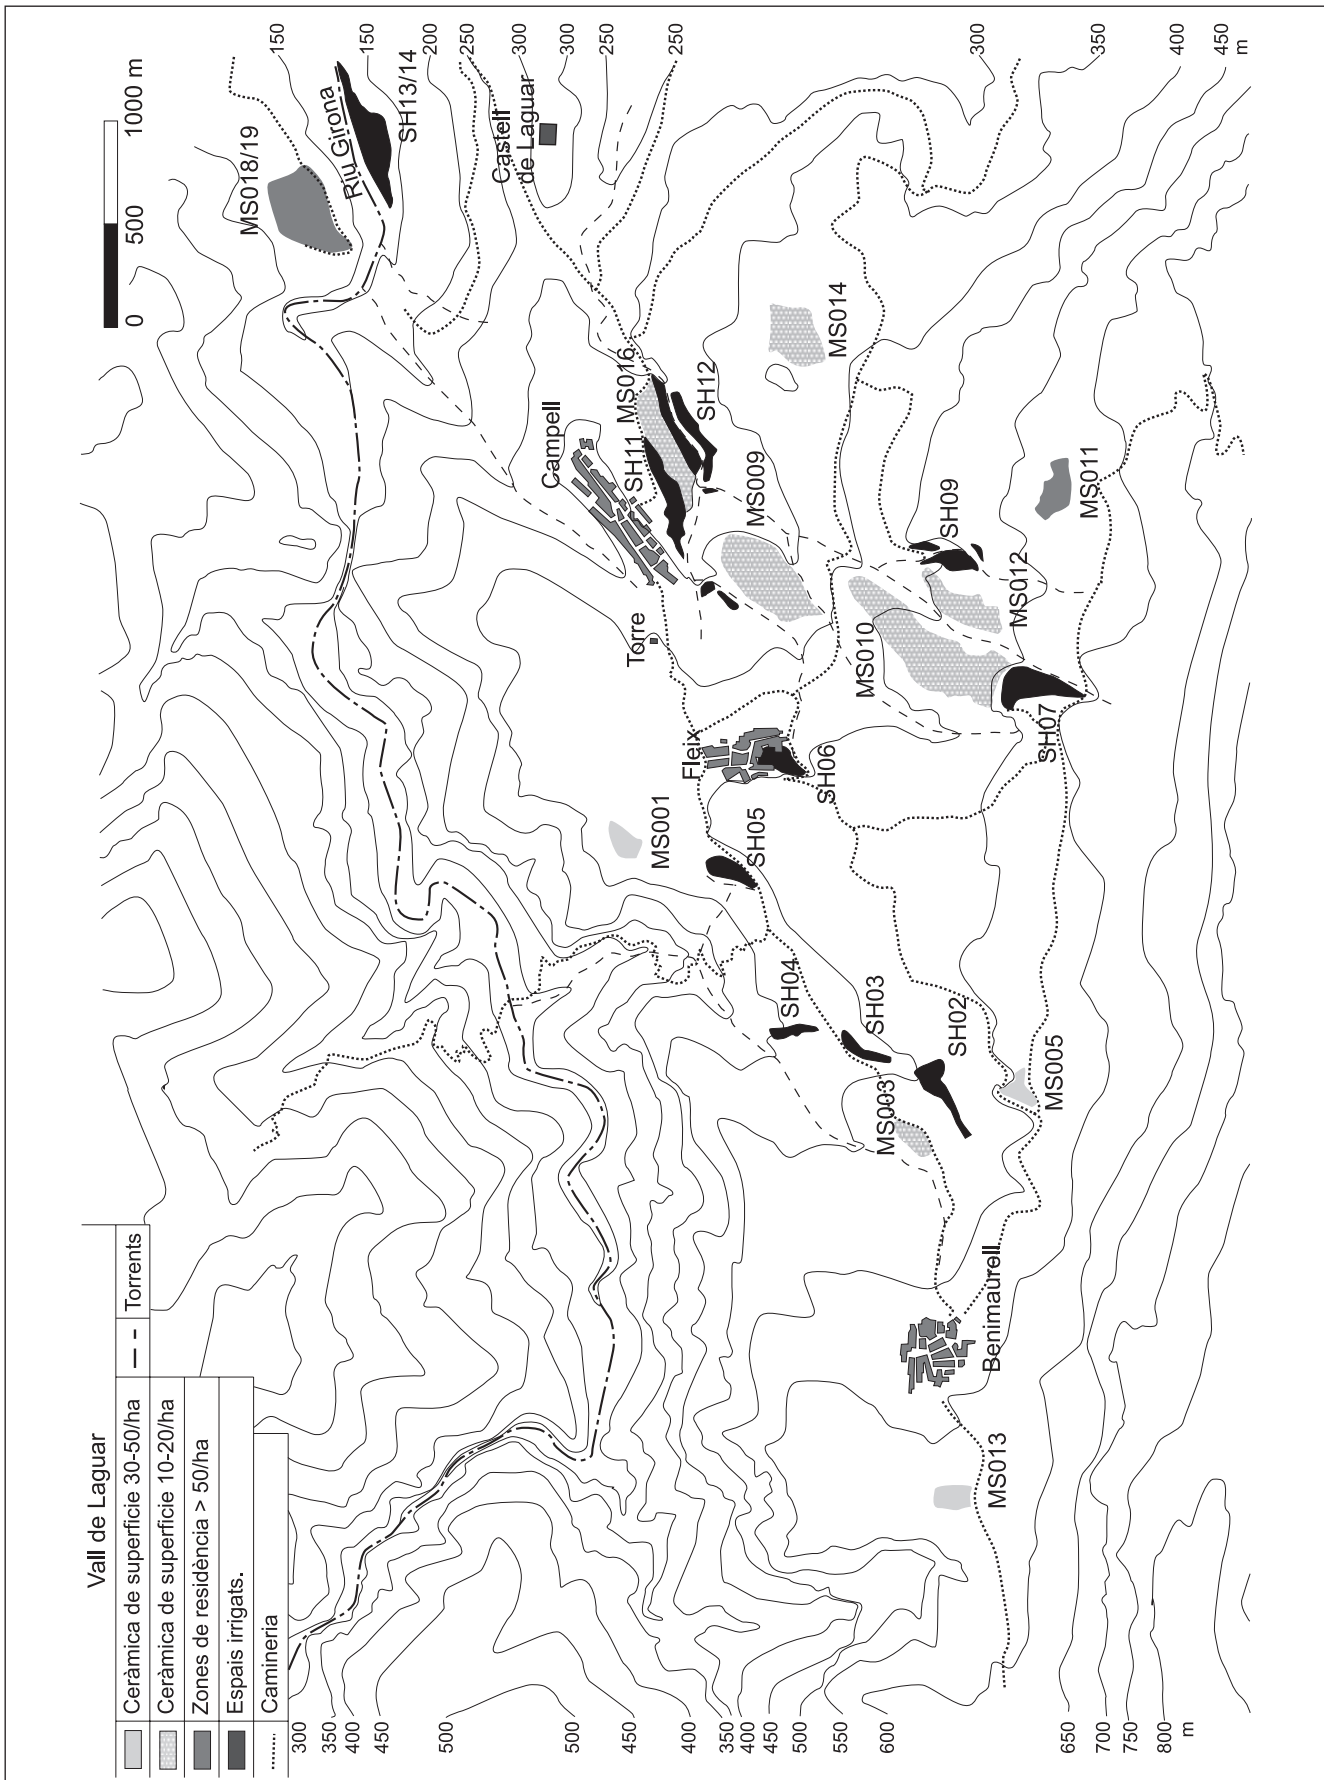 Vall de Laguar
Ceràmica de superfície 30-50/ha
Torrents
Ceràmica de superfície 10-20/ha
Zones de residència > 50/ha
Espais irrigats.
Camineria
0
500
1000 m
150
150
200
250
300
300
250
250
300
350
400
450
m
300
350
400
450
500
500
450
400
350
400
450
500
550
600
650
700
750
800
m
MS018/19
Riu Girona
SH13/14
Castell
de Laguar
Campell
SH11
MS016
SH12
MS014
MS009
Torre
MS010
MS012
SH09
MS011
SH07
Fleix
SH06
MS001
SH05
SH04
SH03
SH02
MS003
MS005
Benimaurell
MS013